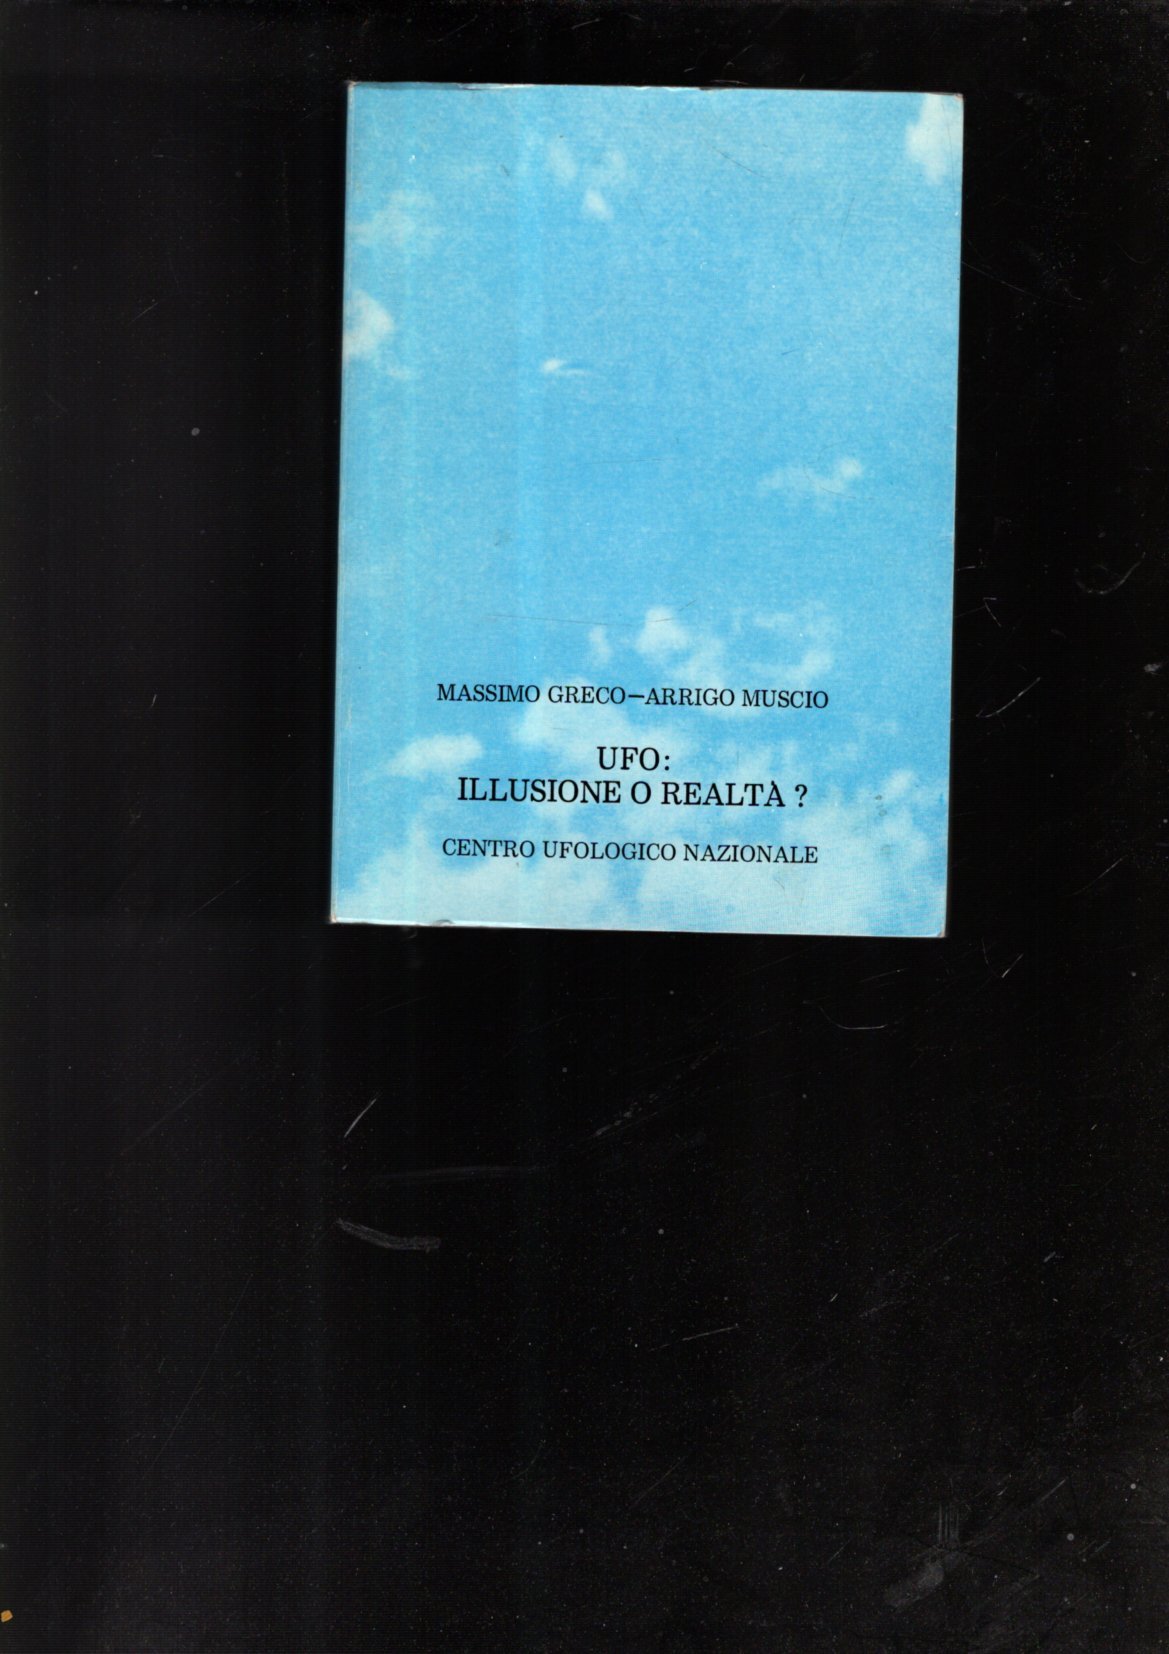 MASSIMO GRECO—ARRIGO MUSCIO
UFO:
ILLUSIONE O REALTÀ ?
CENTRO UFOLOGICO NAZIONALE